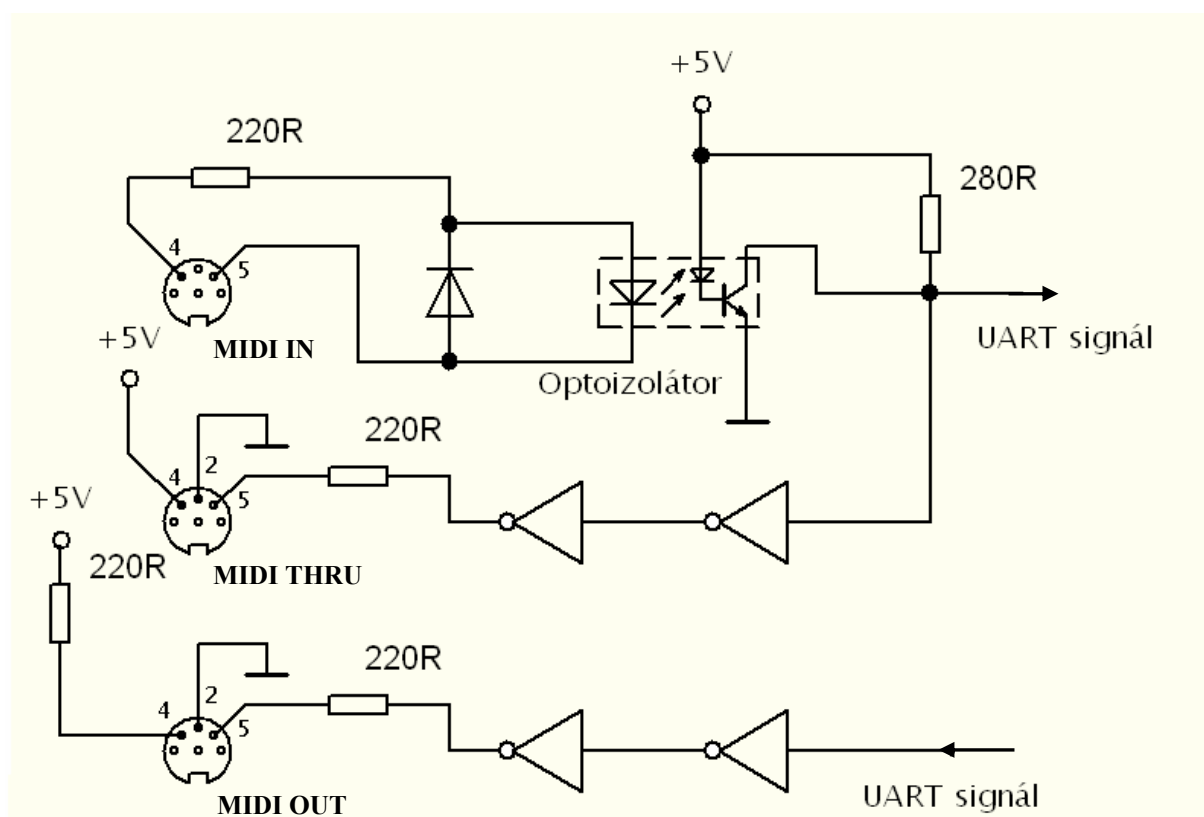 +5V
220R
280R
4
5
MIDI IN
UART signál
Optoizolátor
+5V
220R
4
2
5
MIDI THRU
+5V
220R
220R
4
2
5
MIDI OUT
UART signál